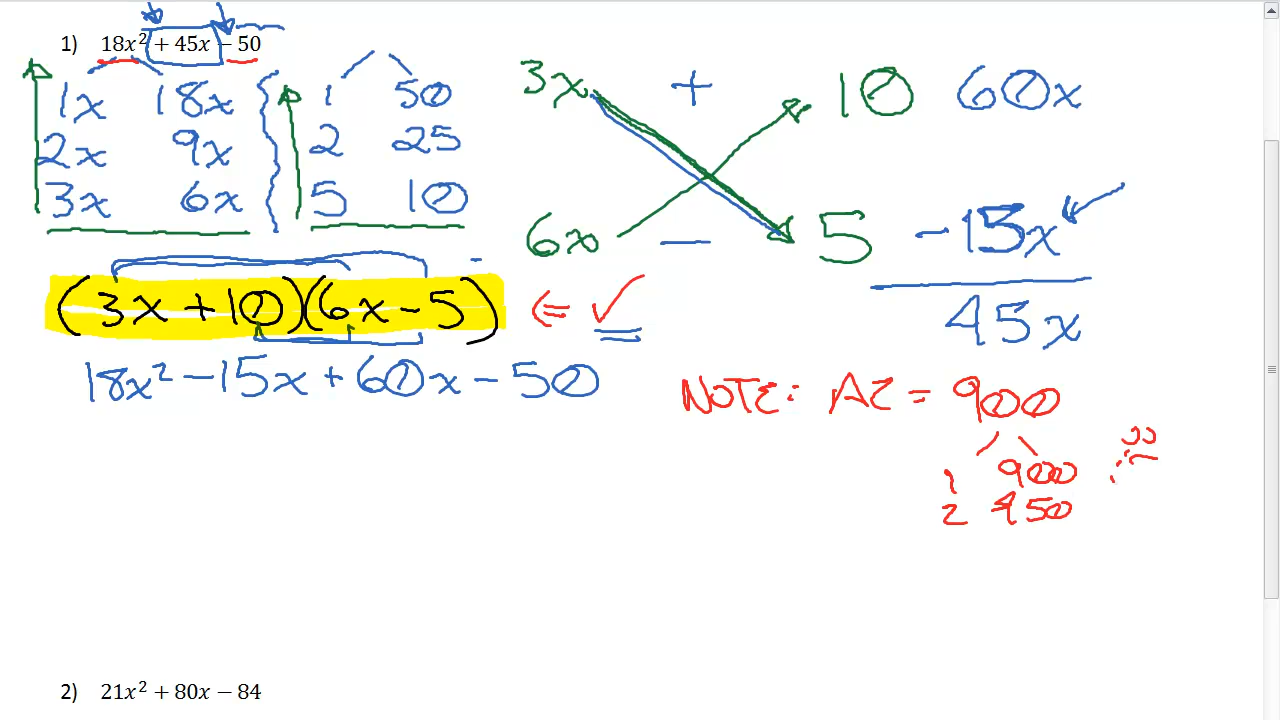 1) 18x² + 45x − 50
1x 18x 1 50
2x 9x 2 25
3x 6x 5 10
3x + 10 60x
6x − 5 −15x
45x
(3x+10)(6x−5) ⇐ ✓
18x² −15x + 60x − 50
NOTE: AC = 900
1 900
2 450
2) 21x² + 80x − 84